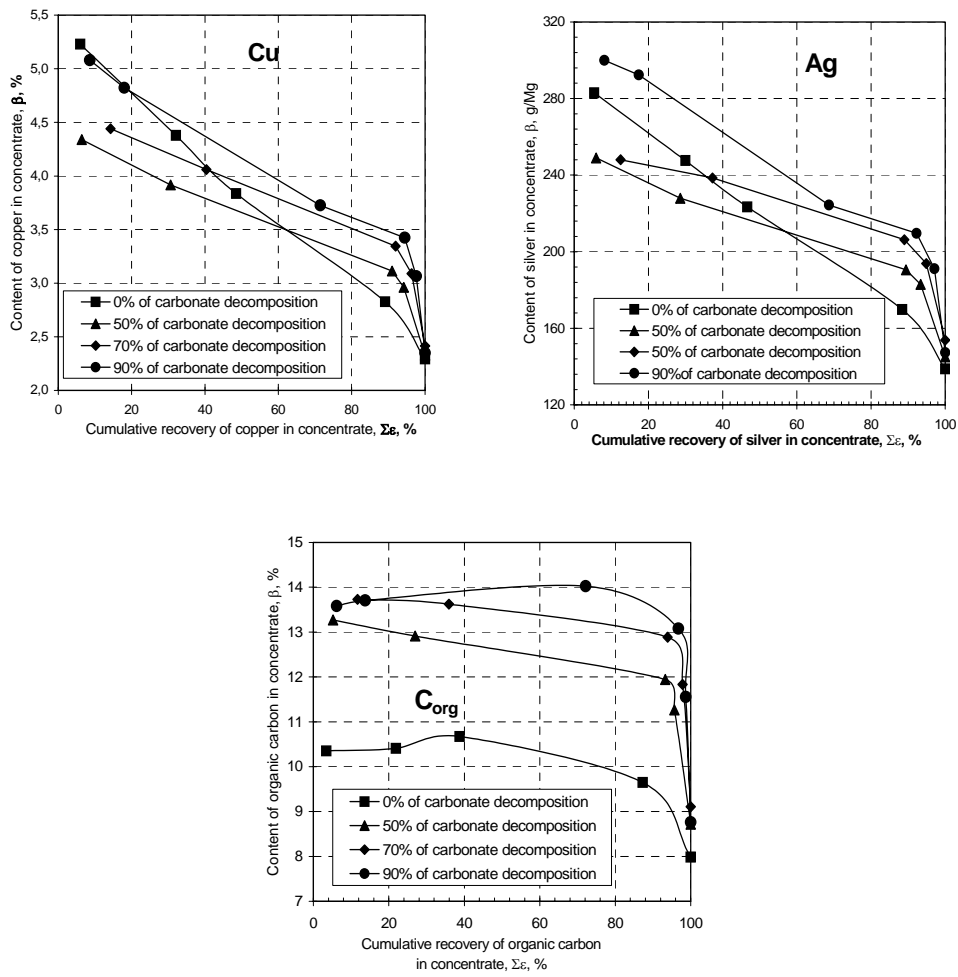 Cu
Content of copper in concentrate, β, %
5,5
5,0
4,5
4,0
3,5
3,0
2,5
2,0
0% of carbonate decomposition
50% of carbonate decomposition
70% of carbonate decomposition
90% of carbonate decomposition
0 20 40 60 80 100
Cumulative recovery of copper in concentrate, Σε, %
Ag
Content of silver in concentrate, β, g/Mg
320
280
240
200
160
120
0% of carbonate decomposition
50% of carbonate decomposition
50% of carbonate decomposition
90%of carbonate decomposition
0 20 40 60 80 100
Cumulative recovery of silver in concentrate, Σε, %
Content of organic carbon in concentrate, β, %
15
14
13
12
11
10
9
8
7
Corg
0% of carbonate decomposition
50% of carbonate decomposition
70% of carbonate decomposition
90% of carbonate decomposition
0 20 40 60 80 100
Cumulative recovery of organic carbon
in concentrate, Σε, %